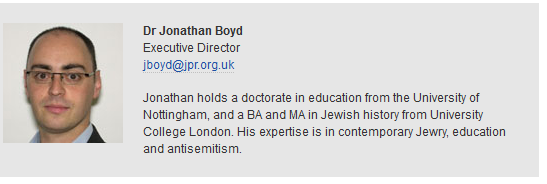 Dr Jonathan Boyd
Executive Director
jboyd@jpr.org.uk
Jonathan holds a doctorate in education from the University of
Nottingham, and a BA and MA in Jewish history from University
College London. His expertise is in contemporary Jewry, education
and antisemitism.